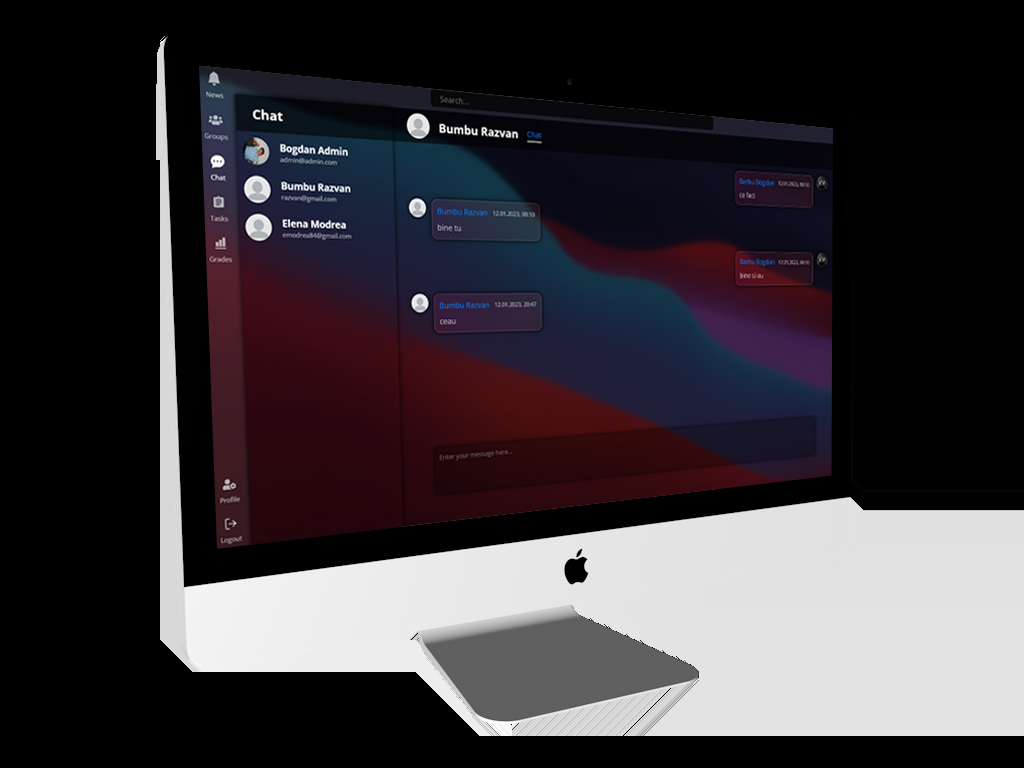 Search...
News
Groups
Chat
Tasks
Grades
Profile
Logout
Chat
Bogdan Admin
admin@admin.com
Bumbu Razvan
razvan@gmail.com
Elena Modrea
emodrea84@gmail.com
Bumbu Razvan Chat
Barbu Bogdan 12.01.2023, 00:10
ce faci
Bumbu Razvan 12.01.2023, 00:10
bine tu
Barbu Bogdan 12.01.2023, 00:10
bine si eu
Bumbu Razvan 12.01.2023, 20:47
ceau
Enter your message here...